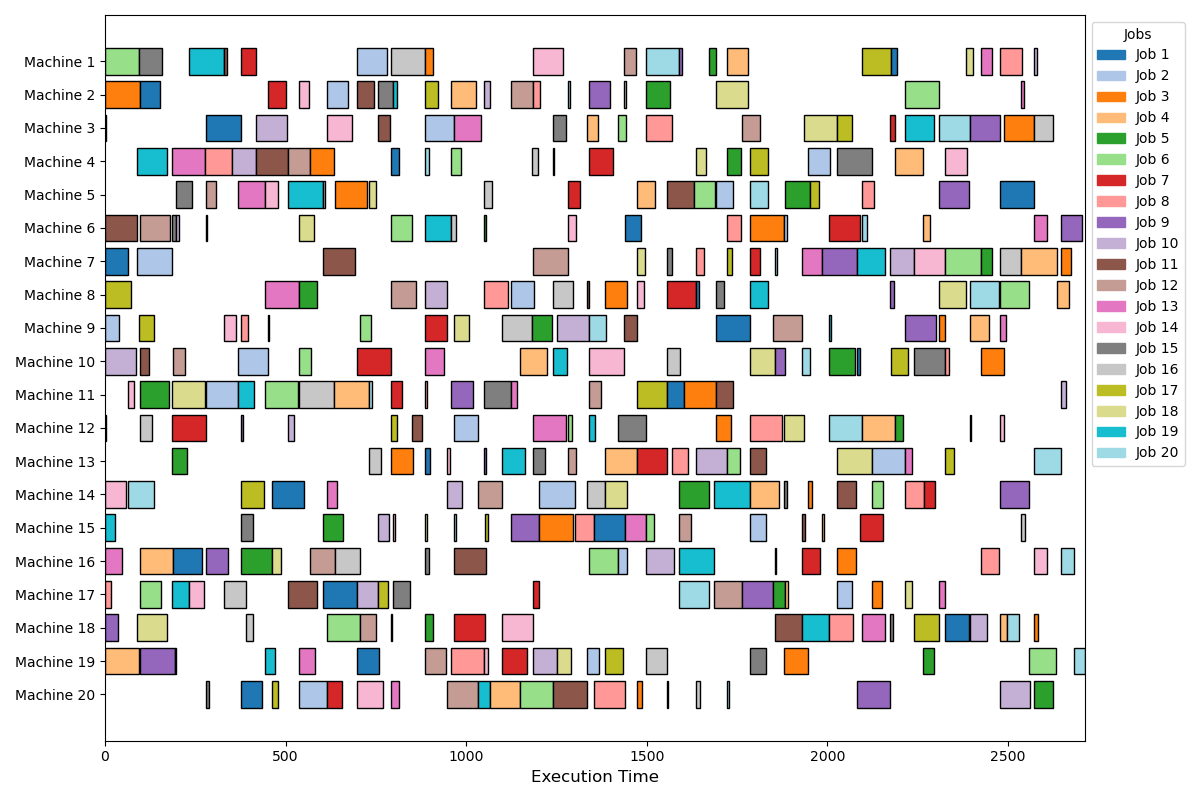 Machine 1
Machine 2
Machine 3
Machine 4
Machine 5
Machine 6
Machine 7
Machine 8
Machine 9
Machine 10
Machine 11
Machine 12
Machine 13
Machine 14
Machine 15
Machine 16
Machine 17
Machine 18
Machine 19
Machine 20
0 500 1000 1500 2000 2500
Execution Time
Jobs
Job 1
Job 2
Job 3
Job 4
Job 5
Job 6
Job 7
Job 8
Job 9
Job 10
Job 11
Job 12
Job 13
Job 14
Job 15
Job 16
Job 17
Job 18
Job 19
Job 20